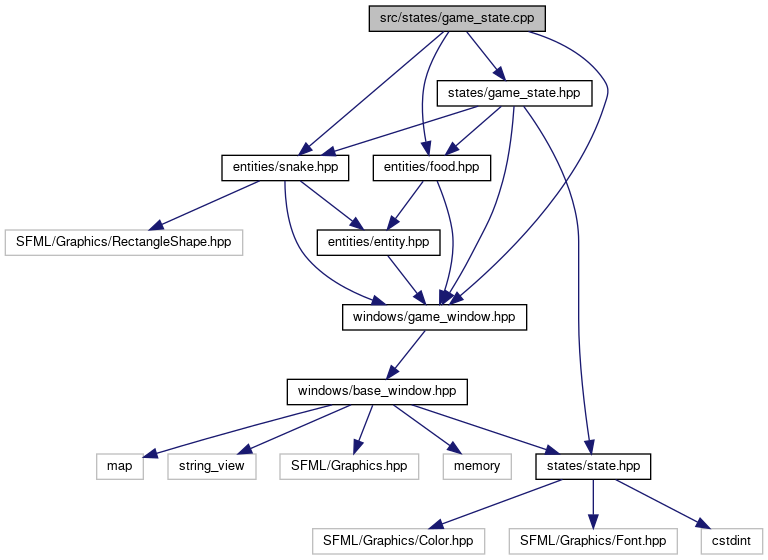 src/states/game_state.cpp
states/game_state.hpp
entities/snake.hpp
entities/food.hpp
SFML/Graphics/RectangleShape.hpp
entities/entity.hpp
windows/game_window.hpp
windows/base_window.hpp
map
string_view
SFML/Graphics.hpp
memory
states/state.hpp
SFML/Graphics/Color.hpp
SFML/Graphics/Font.hpp
cstdint